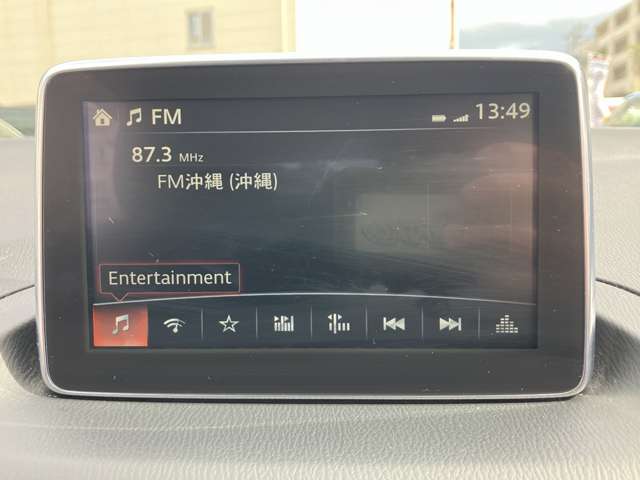 FM
13:49
87.3 MHz
FM沖縄 (沖縄)
Entertainment